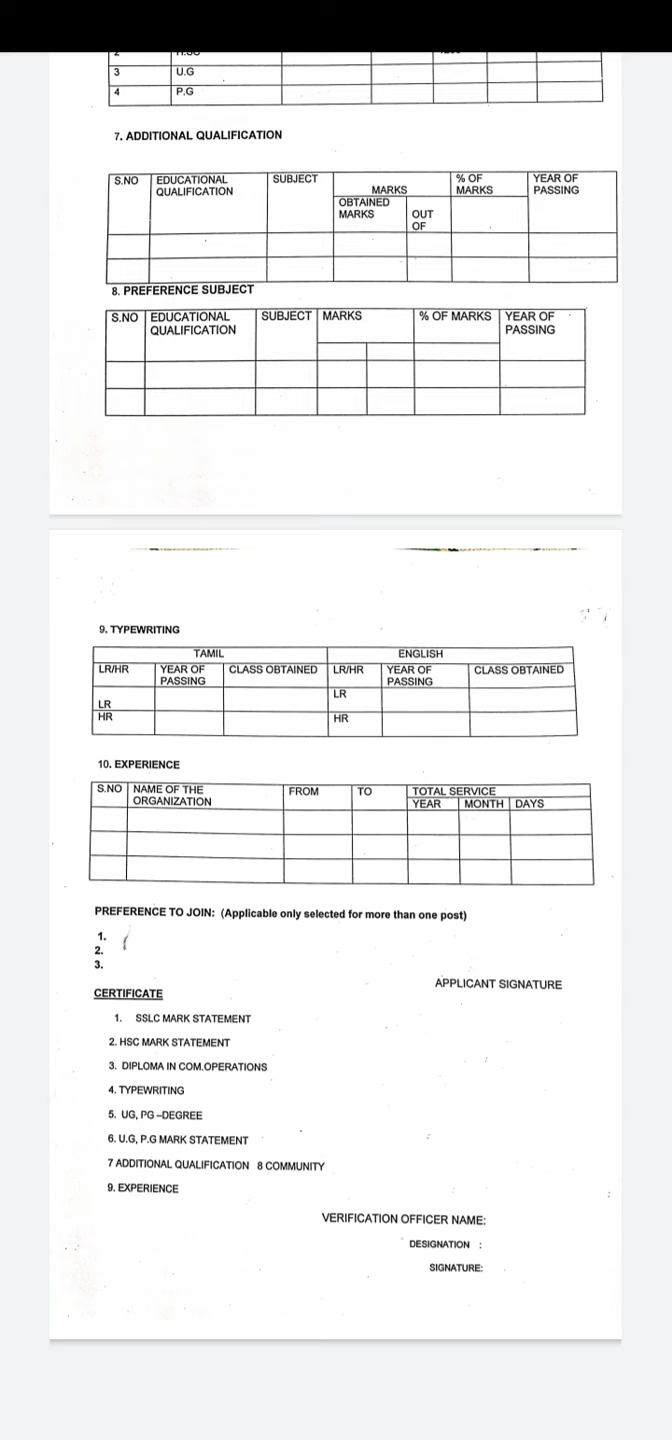 3 U.G
4 P.G
7. ADDITIONAL QUALIFICATION
S.NO EDUCATIONAL QUALIFICATION SUBJECT MARKS % OF MARKS YEAR OF PASSING
OBTAINED MARKS OUT OF
8. PREFERENCE SUBJECT
S.NO EDUCATIONAL QUALIFICATION SUBJECT MARKS % OF MARKS YEAR OF PASSING
9. TYPEWRITING
TAMIL ENGLISH
LR/HR YEAR OF PASSING CLASS OBTAINED LR/HR YEAR OF PASSING CLASS OBTAINED
LR LR
HR HR
10. EXPERIENCE
S.NO NAME OF THE ORGANIZATION FROM TO TOTAL SERVICE
YEAR MONTH DAYS
PREFERENCE TO JOIN: (Applicable only selected for more than one post)
1.
2.
3.
APPLICANT SIGNATURE
CERTIFICATE
1. SSLC MARK STATEMENT
2. HSC MARK STATEMENT
3. DIPLOMA IN COM.OPERATIONS
4. TYPEWRITING
5. UG, PG –DEGREE
6. U.G, P.G MARK STATEMENT
7 ADDITIONAL QUALIFICATION 8 COMMUNITY
9. EXPERIENCE
VERIFICATION OFFICER NAME:
DESIGNATION :
SIGNATURE: